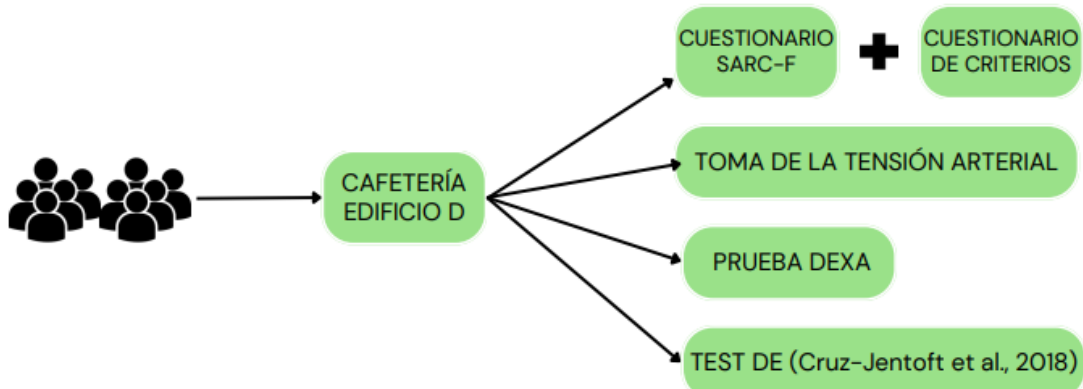 CUESTIONARIO
SARC-F
CUESTIONARIO
DE CRITERIOS
TOMA DE LA TENSIÓN ARTERIAL
CAFETERÍA
EDIFICIO D
PRUEBA DEXA
TEST DE (Cruz-Jentoft et al., 2018)